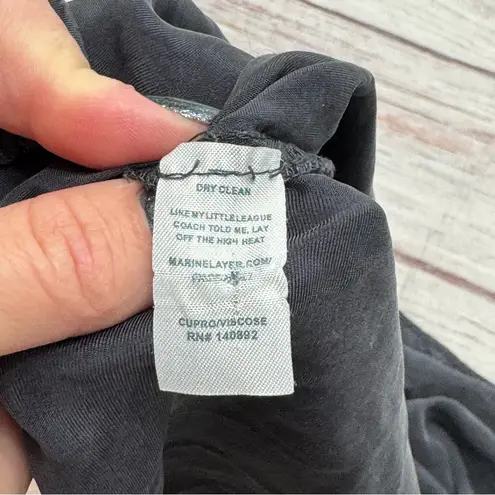 DRY CLEAN
LIKE MY LITTLE LEAGUE
COACH TOLD ME, LAY
OFF THE HIGH HEAT
MARINELAYER.COM/
CUPRO/VISCOSE
RN# 140892